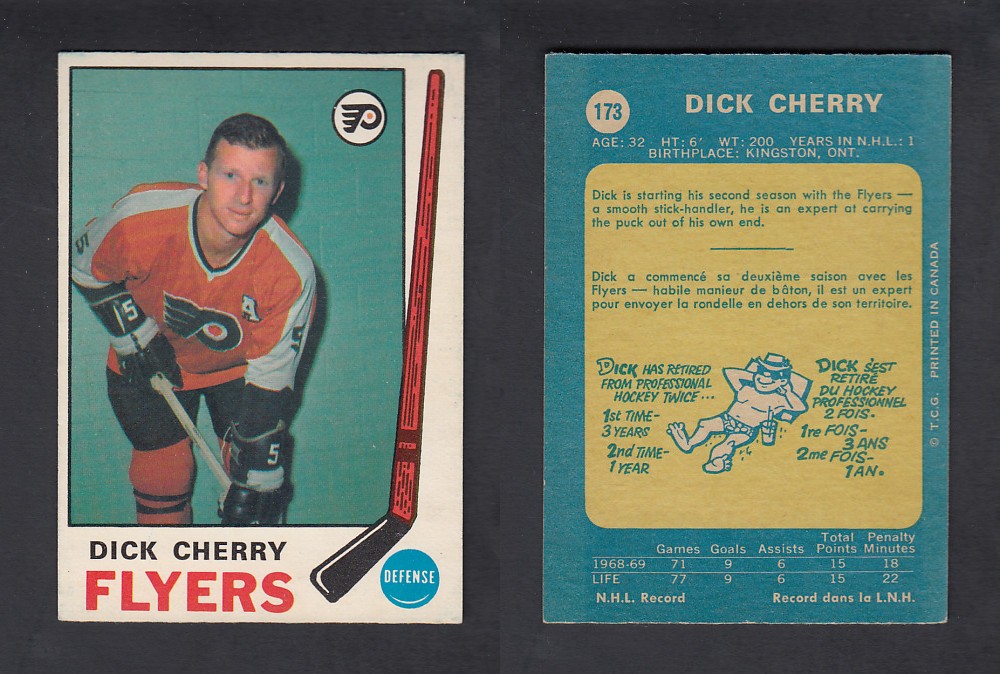 A
5
15
5
5
DICK CHERRY
FLYERS
DEFENSE
173
DICK CHERRY
AGE: 32 HT: 6' WT: 200 YEARS IN N.H.L.: 1
BIRTHPLACE: KINGSTON, ONT.
Dick is starting his second season with the Flyers —
a smooth stick-handler, he is an expert at carrying
the puck out of his own end.
Dick a commencé sa deuxième saison avec les
Flyers — habile manieur de bâton, il est un expert
pour envoyer la rondelle en dehors de son territoire.
DICK HAS RETIRED
FROM PROFESSIONAL
HOCKEY TWICE...
1st TIME-
3 YEARS
2nd TIME-
1 YEAR
DICK S'EST
RETIRÉ
DU HOCKEY
PROFESSIONNEL
2 FOIS.
1re FOIS-
3 ANS
2me FOIS-
1 AN.
© T.C.G. PRINTED IN CANADA
Games Goals Assists Total Points Penalty Minutes
1968-69 71 9 6 15 18
LIFE 77 9 6 15 22
N.H.L. Record Record dans la L.N.H.